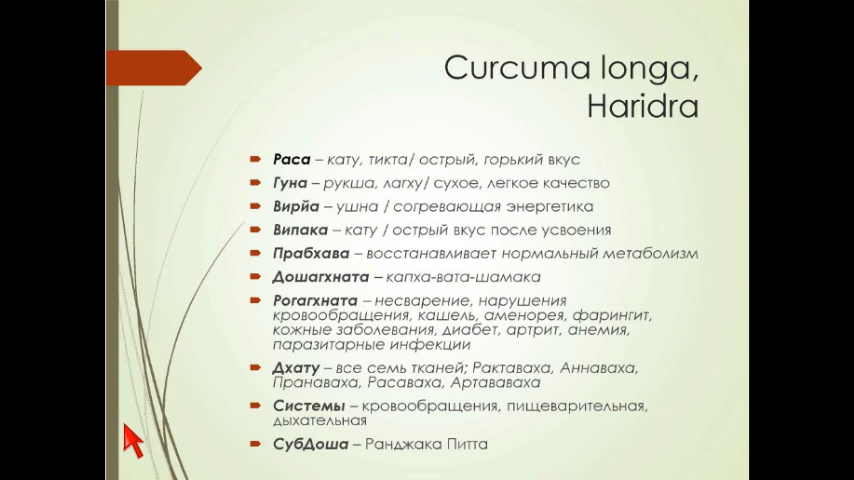 Curcuma longa,
Haridra
Раса – кату, тикта/ острый, горький вкус
Гуна – рукша, лагху/ сухое, легкое качество
Вирйа – ушна / согревающая энергетика
Випака – кату / острый вкус после усвоения
Прабхава – восстанавливает нормальный метаболизм
Дошагхната – капха-вата-шамака
Рогагхната – несварение, нарушения
кровообращения, кашель, аменорея, фарингит,
кожные заболевания, диабет, артрит, анемия,
паразитарные инфекции
Дхату – все семь тканей; Рактаваха, Аннаваха,
Пранаваха, Расаваха, Артававаха
Системы – кровообращения, пищеварительная,
дыхательная
СубДоша – Ранджака Питта